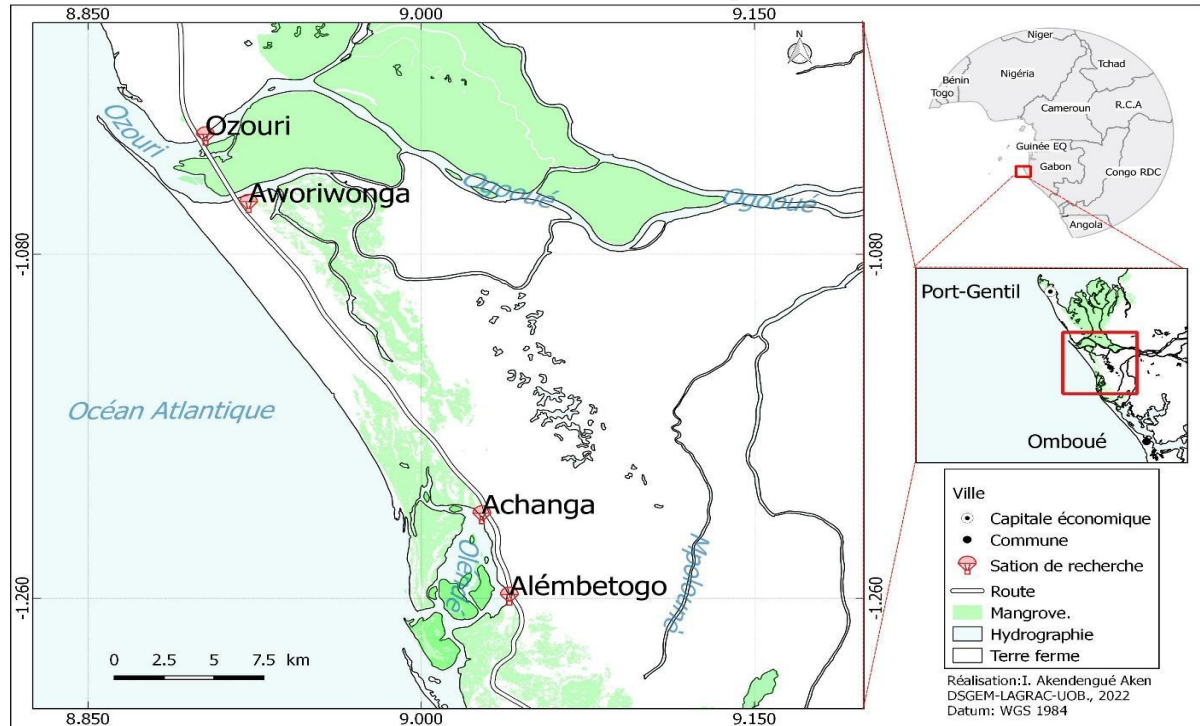 8.850
9.000
9.150
N
Ozouri
Ozouri
Aworiwonga
Ogooué
Ogooué
-1.080
-1.080
Océan Atlantique
Achanga
Olendé
Alémbetogo
Mpolounié
-1.260
-1.260
0 2.5 5 7.5 km
8.850
9.000
9.150
Niger
Tchad
Nigéria
Bénin
Togo
Cameroun
R.C.A
Guinée EQ
Gabon
Congo RDC
Angola
Port-Gentil
Omboué
Ville
Capitale économique
Commune
Sation de recherche
Route
Mangrove.
Hydrographie
Terre ferme
Réalisation:I. Akendengué Aken
DSGEM-LAGRAC-UOB., 2022
Datum: WGS 1984